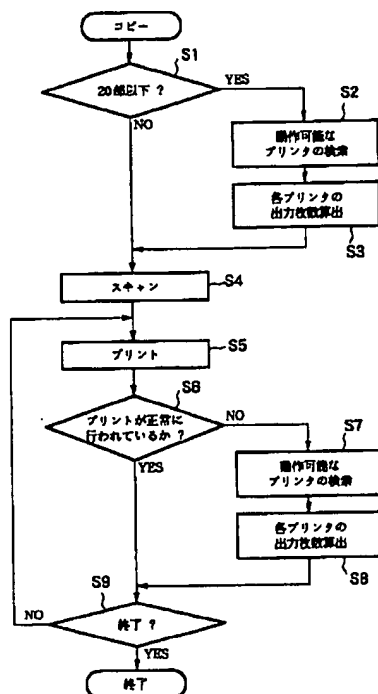 コピー
S1
20部以下 ?
YES
NO
S2
動作可能な
プリンタの検索
各プリンタの
出力枚数算出
S3
スキャン
S4
プリント
S5
S6
プリントが正常に
行われているか ?
NO
YES
S7
動作可能な
プリンタの検索
各プリンタの
出力枚数算出
S8
S9
NO
終了 ?
YES
終了